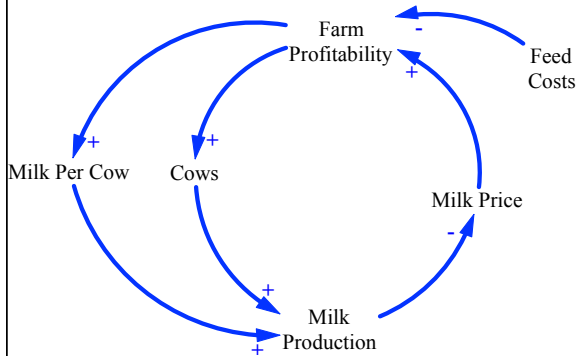 Farm
Profitability
-
+
Feed
Costs
+
+
Milk Per Cow
Cows
Milk Price
-
+
Milk
Production
+